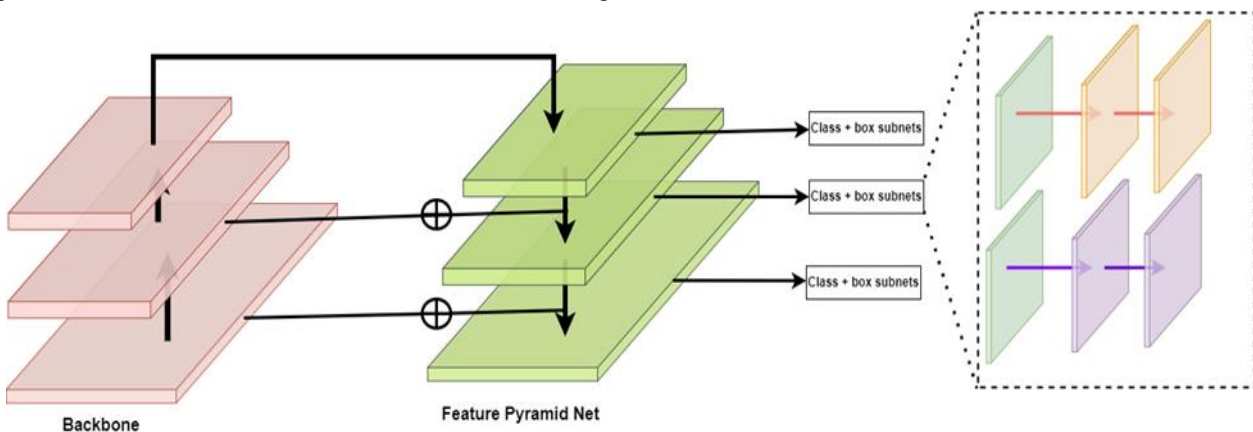 Class + box subnets
Class + box subnets
Class + box subnets
Backbone
Feature Pyramid Net